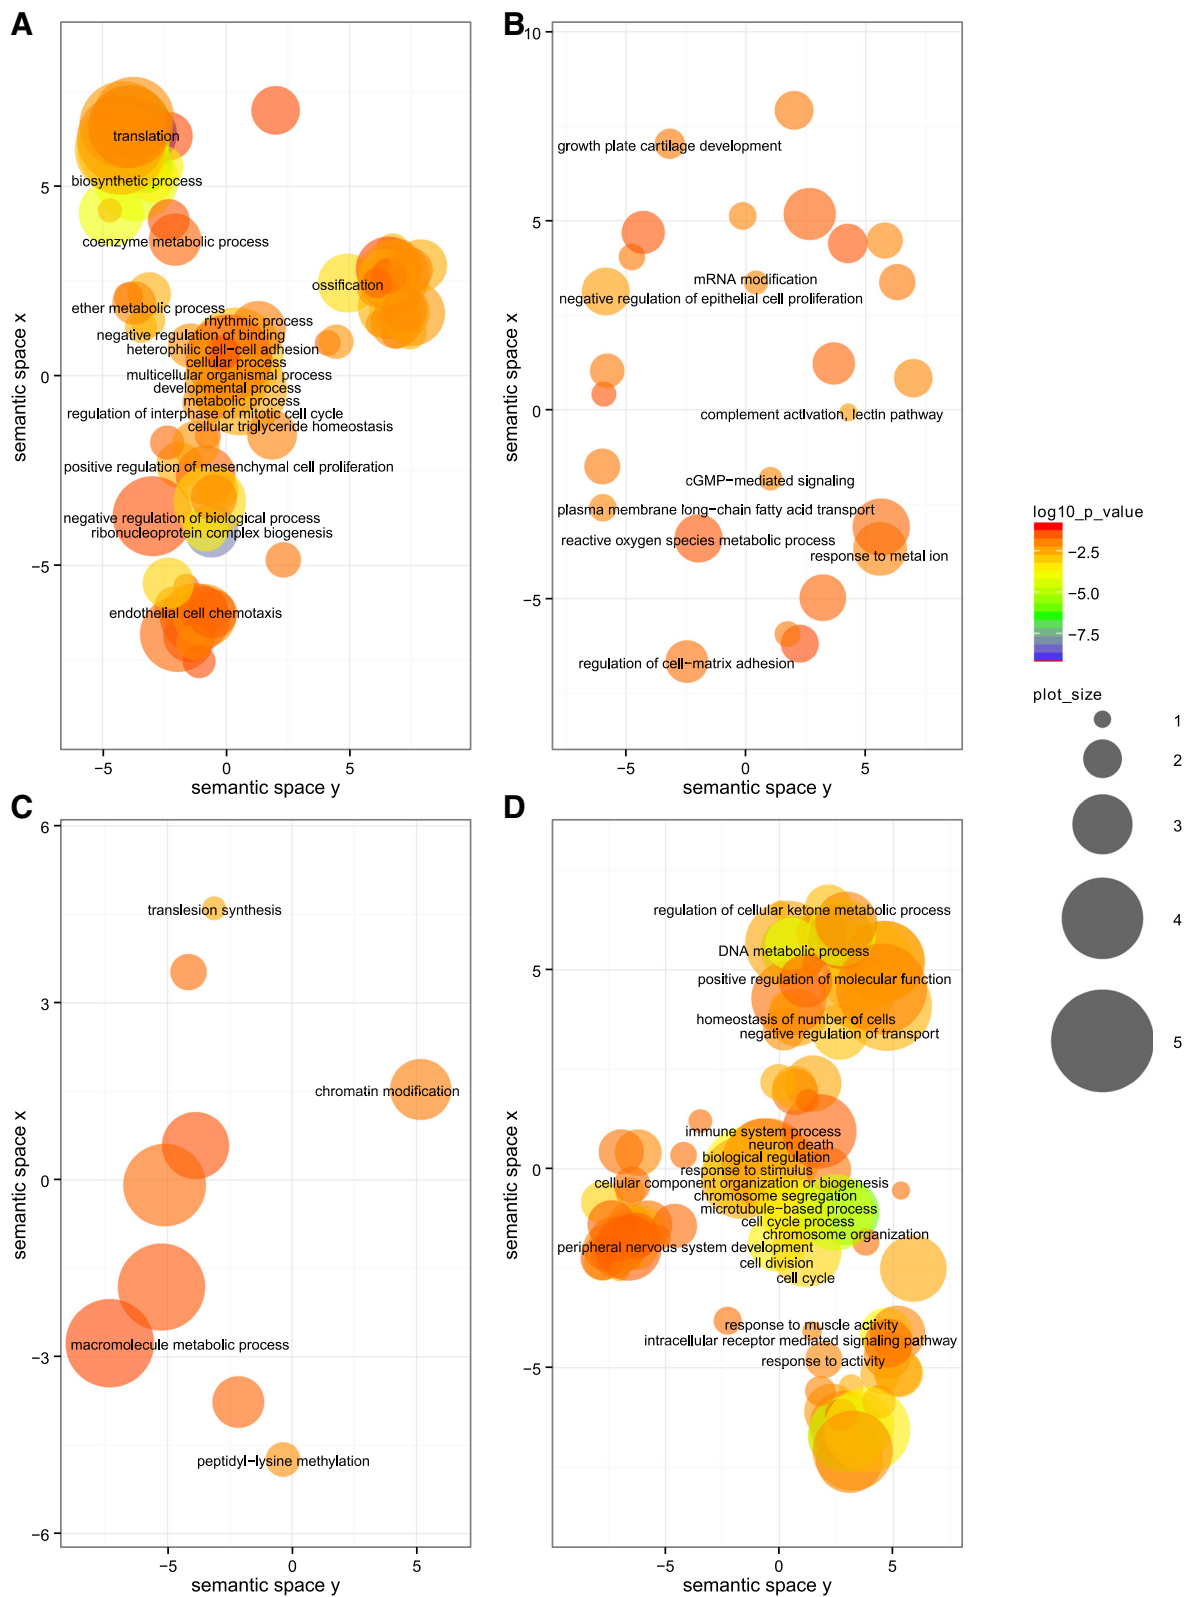 A
translation
biosynthetic process
coenzyme metabolic process
ossification
ether metabolic process
rhythmic process
negative regulation of binding
heterophilic cell−cell adhesion
cellular process
multicellular organismal process
developmental process
metabolic process
regulation of interphase of mitotic cell cycle
cellular triglyceride homeostasis
positive regulation of mesenchymal cell proliferation
negative regulation of biological process
ribonucleoprotein complex biogenesis
endothelial cell chemotaxis
5
0
−5
−5
0
5
semantic space x
semantic space y
B
growth plate cartilage development
mRNA modification
negative regulation of epithelial cell proliferation
complement activation, lectin pathway
cGMP−mediated signaling
plasma membrane long−chain fatty acid transport
reactive oxygen species metabolic process
response to metal ion
regulation of cell−matrix adhesion
10
5
0
−5
−5
0
5
semantic space x
semantic space y
log10_p_value
−2.5
−5.0
−7.5
plot_size
1
2
3
4
5
C
translesion synthesis
chromatin modification
macromolecule metabolic process
peptidyl−lysine methylation
6
3
0
−3
−6
−5
0
5
semantic space x
semantic space y
D
regulation of cellular ketone metabolic process
DNA metabolic process
positive regulation of molecular function
homeostasis of number of cells
negative regulation of transport
immune system process
neuron death
biological regulation
response to stimulus
cellular component organization or biogenesis
chromosome segregation
microtubule−based process
cell cycle process
chromosome organization
peripheral nervous system development
cell division
cell cycle
response to muscle activity
intracellular receptor mediated signaling pathway
response to activity
5
0
−5
−5
0
5
semantic space x
semantic space y